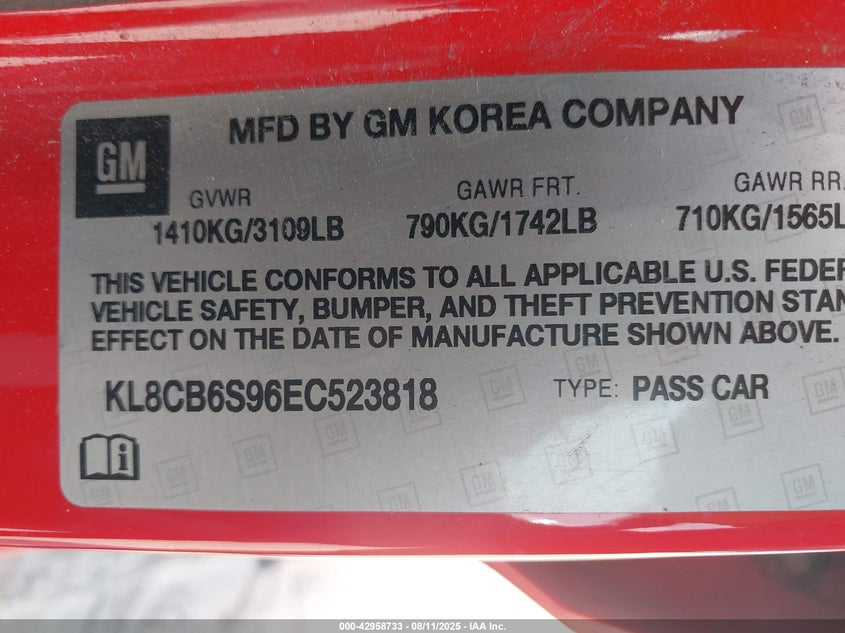 GM
MFD BY GM KOREA COMPANY
GVWR GAWR FRT. GAWR RR.
1410KG/3109LB 790KG/1742LB 710KG/1565L
THIS VEHICLE CONFORMS TO ALL APPLICABLE U.S. FEDER
VEHICLE SAFETY, BUMPER, AND THEFT PREVENTION STAN
EFFECT ON THE DATE OF MANUFACTURE SHOWN ABOVE.
KL8CB6S96EC523818 TYPE: PASS CAR
000-42958733 - 08/11/2025 - IAA Inc.